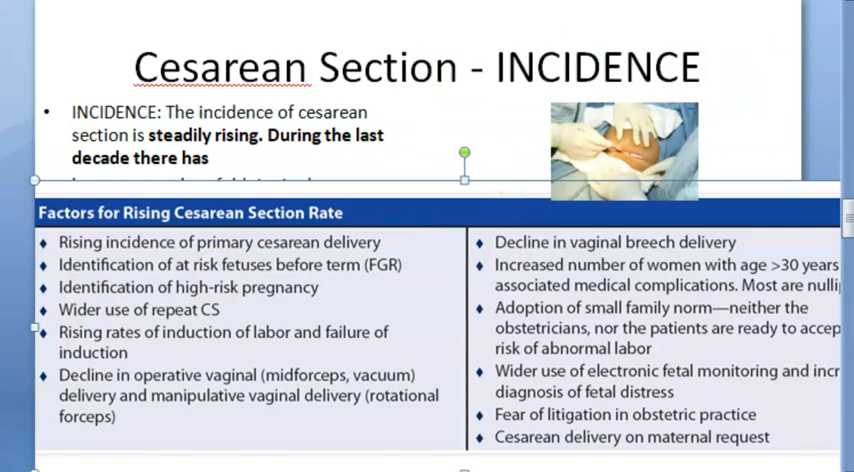 Cesarean Section - INCIDENCE
• INCIDENCE: The incidence of cesarean
section is steadily rising. During the last
decade there has
Factors for Rising Cesarean Section Rate
♦ Rising incidence of primary cesarean delivery
♦ Identification of at risk fetuses before term (FGR)
♦ Identification of high-risk pregnancy
♦ Wider use of repeat CS
♦ Rising rates of induction of labor and failure of
induction
♦ Decline in operative vaginal (midforceps, vacuum)
delivery and manipulative vaginal delivery (rotational
forceps)
♦ Decline in vaginal breech delivery
♦ Increased number of women with age >30 years
associated medical complications. Most are nulli
♦ Adoption of small family norm—neither the
obstetricians, nor the patients are ready to accep
risk of abnormal labor
♦ Wider use of electronic fetal monitoring and incr
diagnosis of fetal distress
♦ Fear of litigation in obstetric practice
♦ Cesarean delivery on maternal request